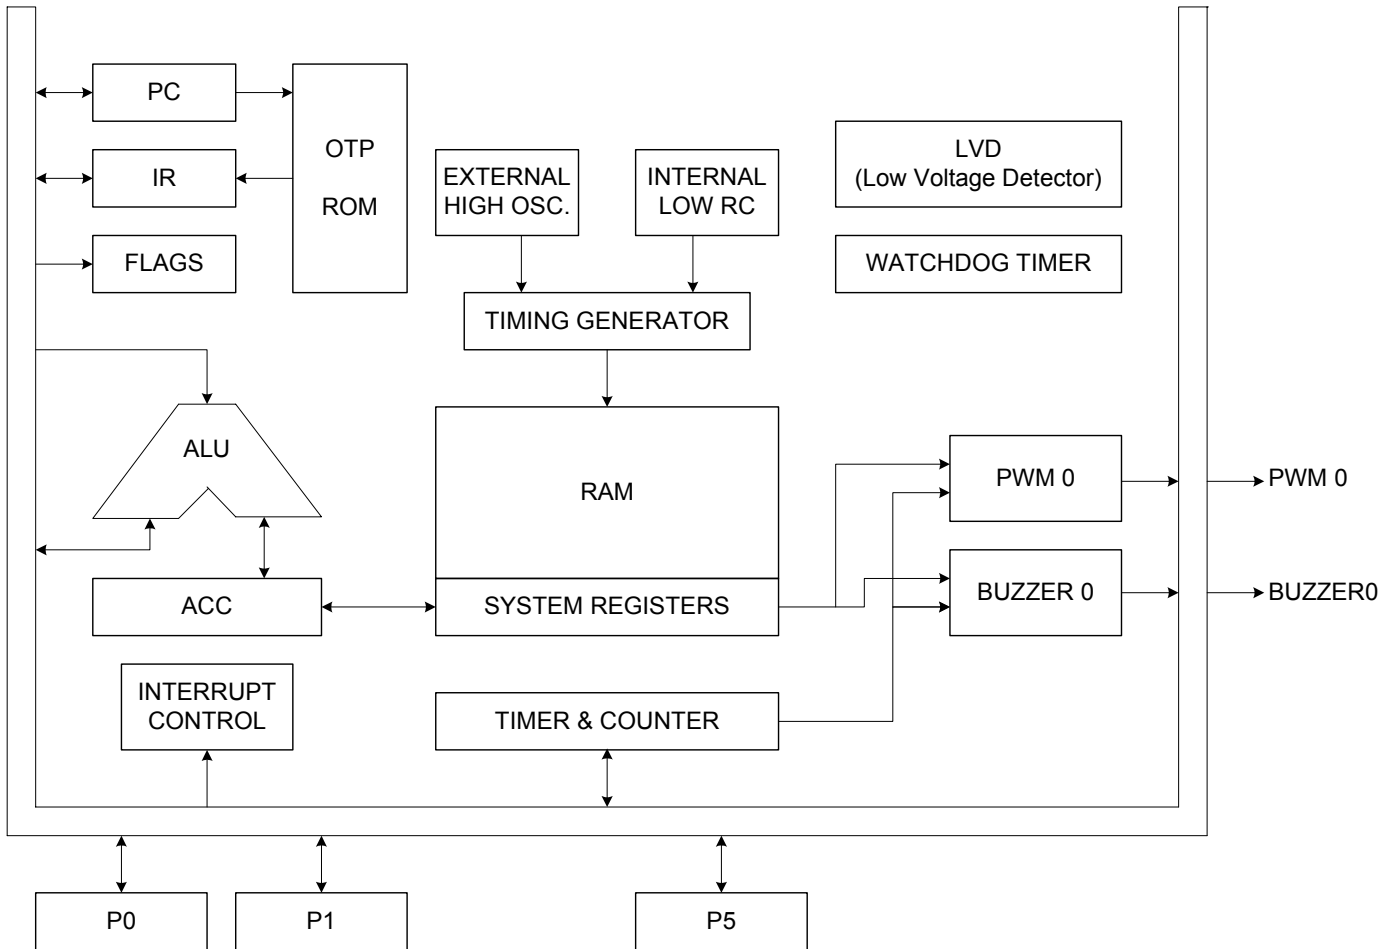 PC
OTP
ROM
IR
FLAGS
EXTERNAL
HIGH OSC.
INTERNAL
LOW RC
LVD
(Low Voltage Detector)
WATCHDOG TIMER
TIMING GENERATOR
ALU
RAM
PWM 0
PWM 0
ACC
SYSTEM REGISTERS
BUZZER 0
BUZZER0
INTERRUPT
CONTROL
TIMER & COUNTER
P0
P1
P5